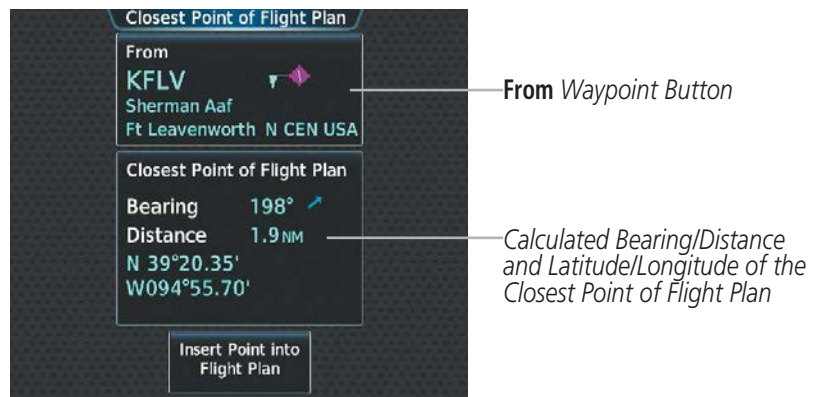 Closest Point of Flight Plan
From
KFLV
Sherman Aaf
Ft Leavenworth N CEN USA
Closest Point of Flight Plan
Bearing 198°
Distance 1.9 NM
N 39°20.35'
W094°55.70'
Insert Point into
Flight Plan
From Waypoint Button
Calculated Bearing/Distance
and Latitude/Longitude of the
Closest Point of Flight Plan